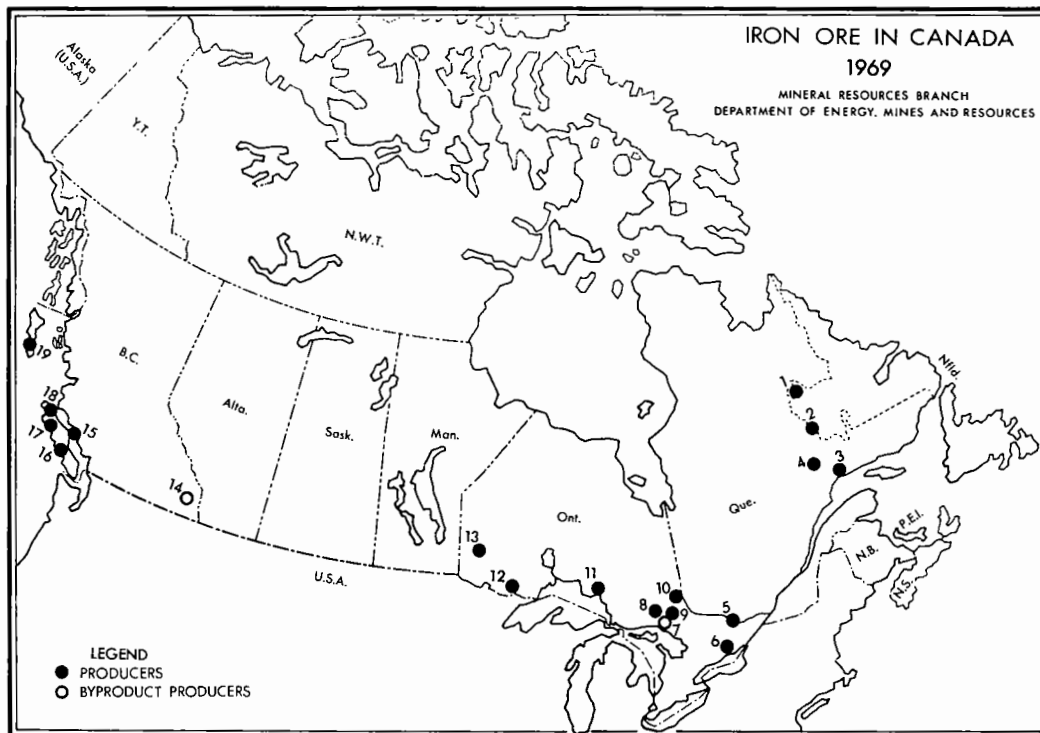 IRON ORE IN CANADA
1969
MINERAL RESOURCES BRANCH
DEPARTMENT OF ENERGY. MINES AND RESOURCES
Alaska
(U.S.A.)
Y.T.
N.W.T.
B.C.
Alta.
Sask.
Man.
Ont.
Que.
Nfld.
P.E.I.
N.B.
N.S.
U.S.A.
1
2
3
4
5
6
7
8
9
10
11
12
13
14
15
16
17
18
19
LEGEND
PRODUCERS
BYPRODUCT PRODUCERS